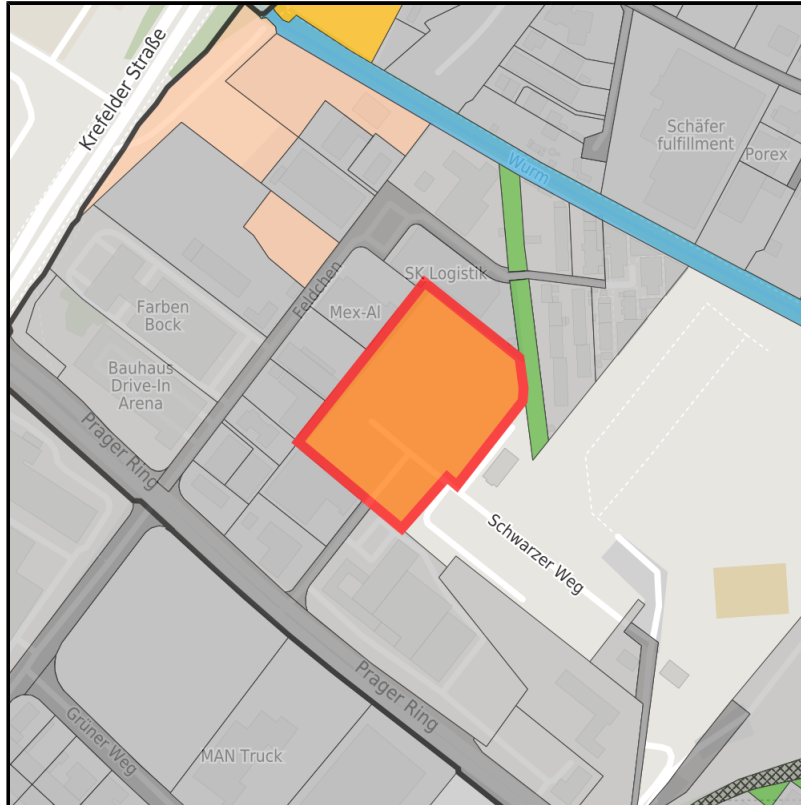 Krefelder Straße
Wurm
Schäfer
fulfillment
Porex
SK Logistik
Feldchen
Mex-Al
Farben
Bock
Bauhaus
Drive-In
Arena
Prager Ring
Schwarzer Weg
Prager Ring
Grüner Weg
MAN Truck